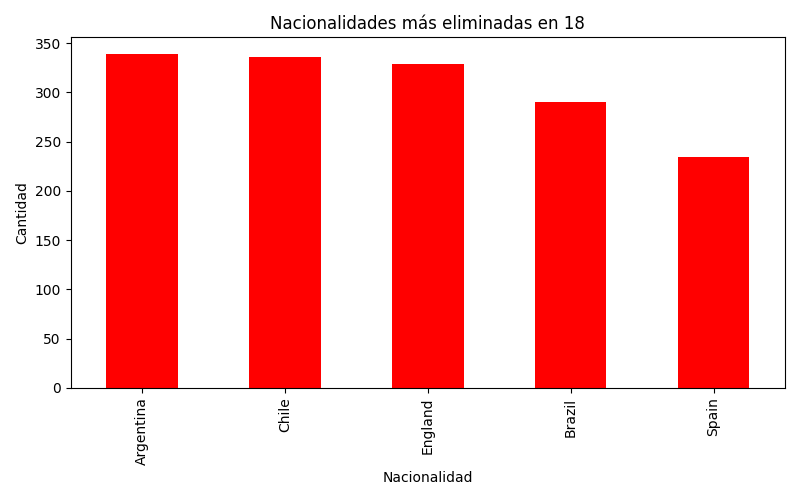 Nacionalidades más eliminadas en 18
350
300
250
200
150
100
50
0
Cantidad
Argentina
Chile
England
Brazil
Spain
Nacionalidad